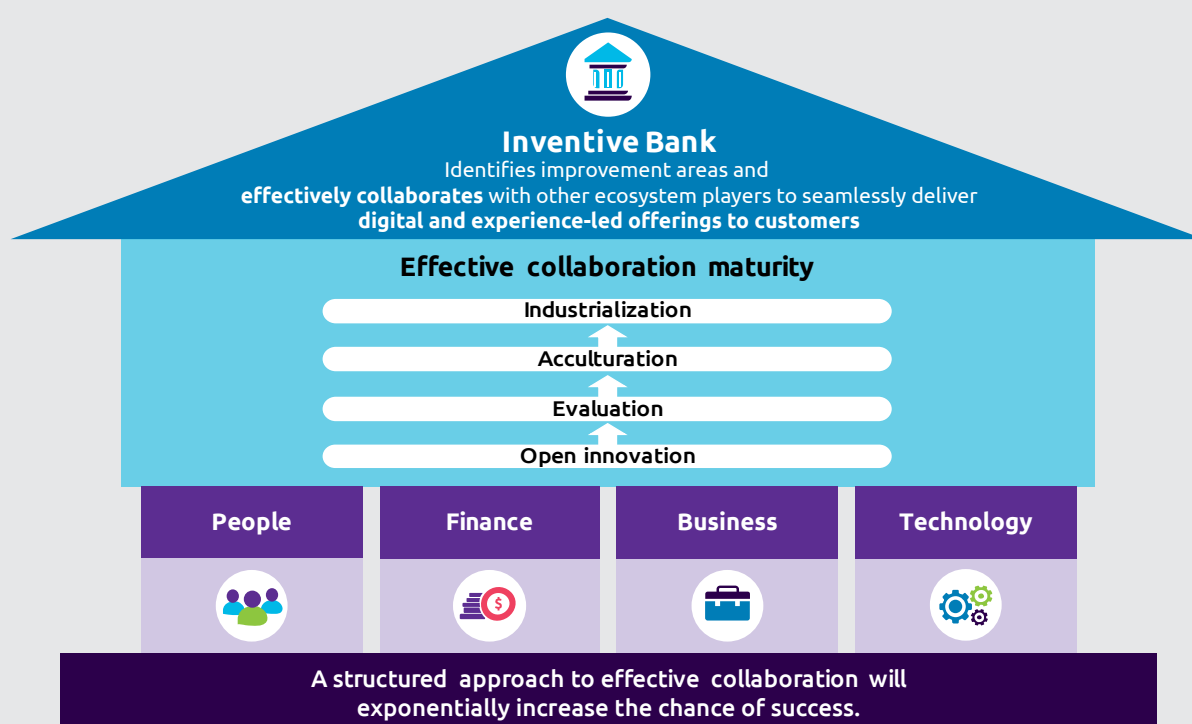 Inventive Bank
Identifies improvement areas and
effectively collaborates with other ecosystem players to seamlessly deliver
digital and experience-led offerings to customers
Effective collaboration maturity
Industrialization
Acculturation
Evaluation
Open innovation
People
Finance
Business
Technology
$
A structured approach to effective collaboration will
exponentially increase the chance of success.